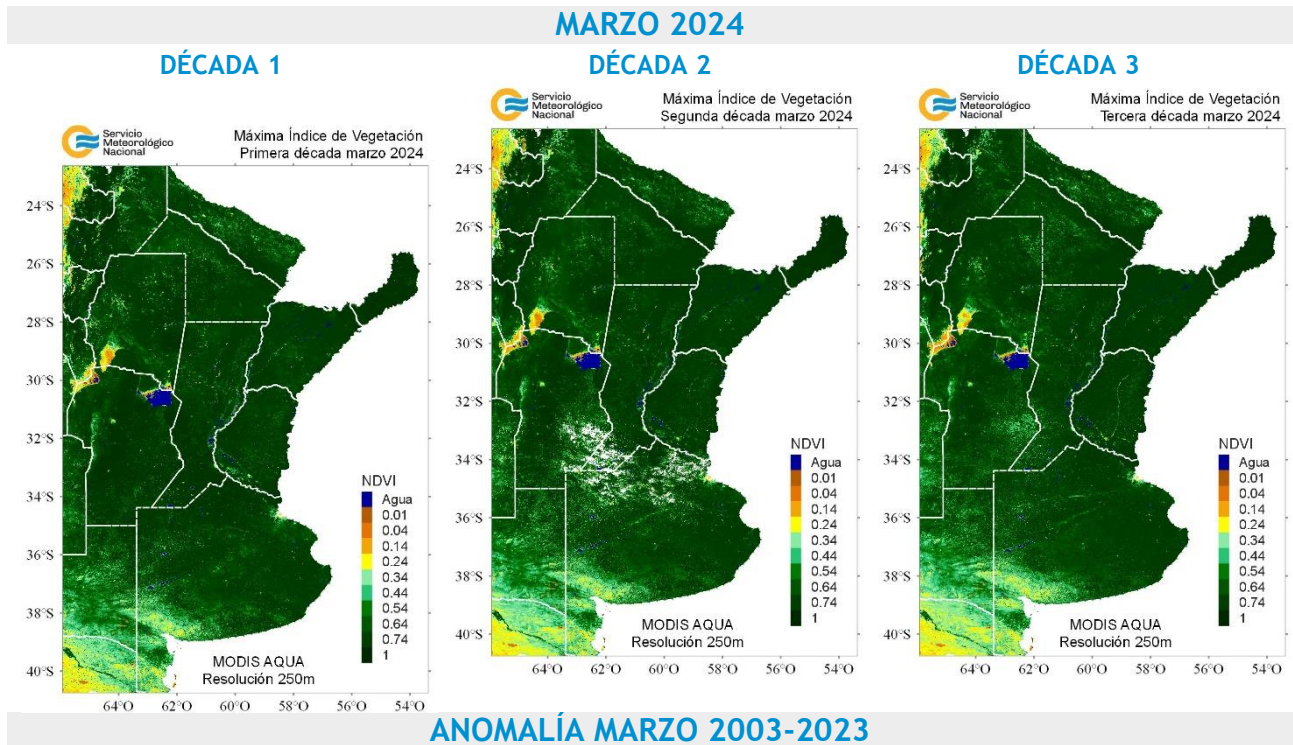 MARZO 2024
DÉCADA 1
DÉCADA 2
DÉCADA 3
Servicio
Meteorológico
Nacional
Máxima Índice de Vegetación
Primera década marzo 2024
24°S
26°S
28°S
30°S
32°S
34°S
36°S
38°S
40°S
NDVI
Agua
0.01
0.04
0.14
0.24
0.34
0.44
0.54
0.64
0.74
1
MODIS AQUA
Resolución 250m
64°O
62°O
60°O
58°O
56°O
54°O
Servicio
Meteorológico
Nacional
Máxima Índice de Vegetación
Segunda década marzo 2024
24°S
26°S
28°S
30°S
32°S
34°S
36°S
38°S
40°S
NDVI
Agua
0.01
0.04
0.14
0.24
0.34
0.44
0.54
0.64
0.74
1
MODIS AQUA
Resolución 250m
64°O
62°O
60°O
58°O
56°O
54°O
Servicio
Meteorológico
Nacional
Máxima Índice de Vegetación
Tercera década marzo 2024
24°S
26°S
28°S
30°S
32°S
34°S
36°S
38°S
40°S
NDVI
Agua
0.01
0.04
0.14
0.24
0.34
0.44
0.54
0.64
0.74
1
MODIS AQUA
Resolución 250m
64°O
62°O
60°O
58°O
56°O
54°O
ANOMALÍA MARZO 2003-2023